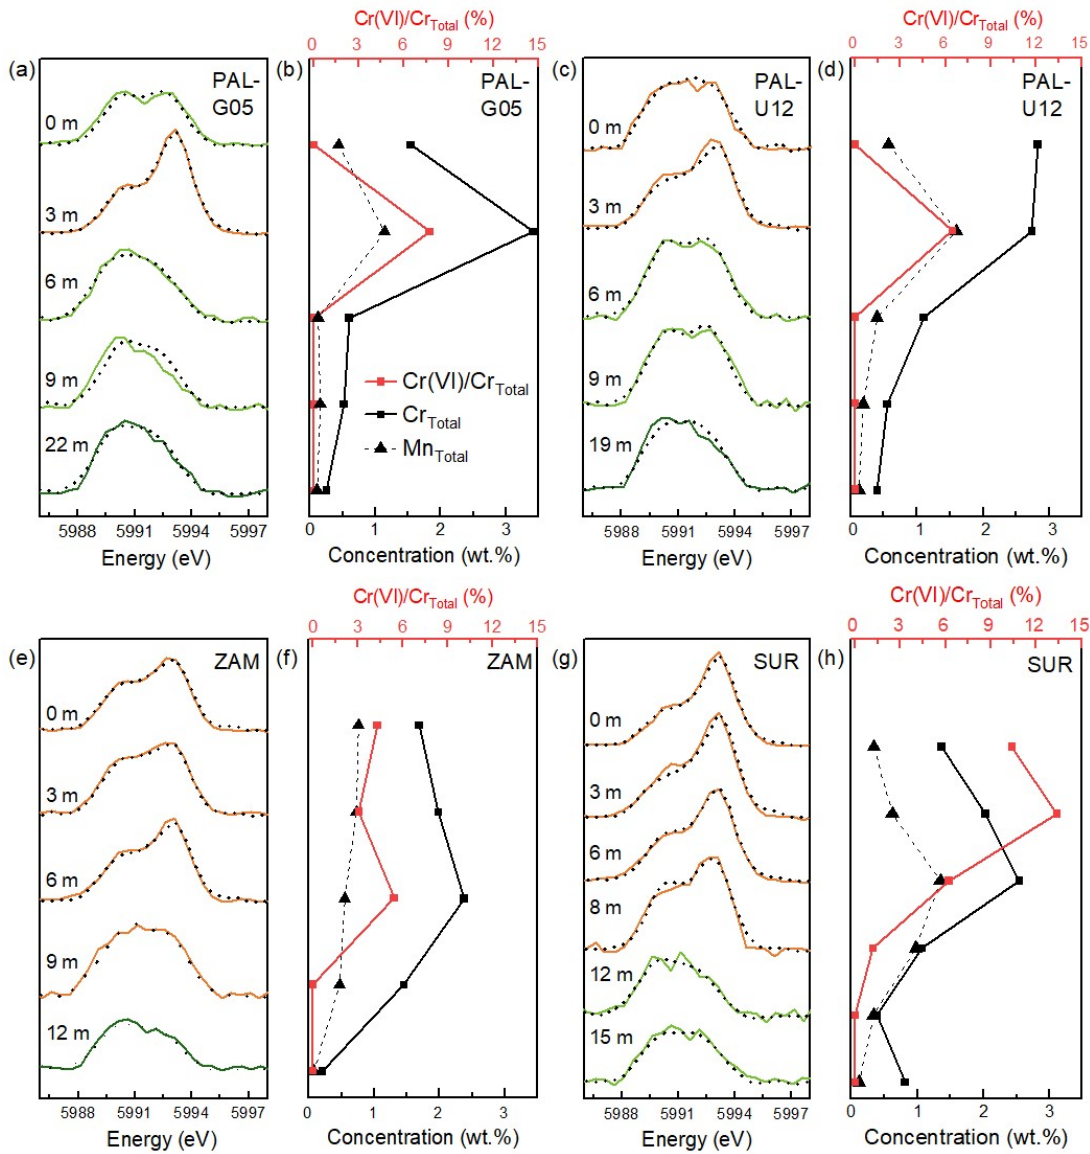 Cr(VI)/CrTotal (%)
0 3 6 9 12 15
Cr(VI)/CrTotal (%)
0 3 6 9 12 15
(a)
PAL-
G05
0 m
3 m
6 m
9 m
22 m
5988 5991 5994 5997
Energy (eV)
(b)
PAL-
G05
Cr(VI)/CrTotal
CrTotal
MnTotal
0 1 2 3
Concentration (wt.%)
(c)
PAL-
U12
0 m
3 m
6 m
9 m
19 m
5988 5991 5994 5997
Energy (eV)
(d)
PAL-
U12
0 1 2 3
Concentration (wt.%)
Cr(VI)/CrTotal (%)
0 3 6 9 12 15
Cr(VI)/CrTotal (%)
0 3 6 9 12 15
(e)
ZAM
0 m
3 m
6 m
9 m
12 m
5988 5991 5994 5997
Energy (eV)
(f)
ZAM
0 1 2 3
Concentration (wt.%)
(g)
SUR
0 m
3 m
6 m
8 m
12 m
15 m
5988 5991 5994 5997
Energy (eV)
(h)
SUR
0 1 2 3
Concentration (wt.%)